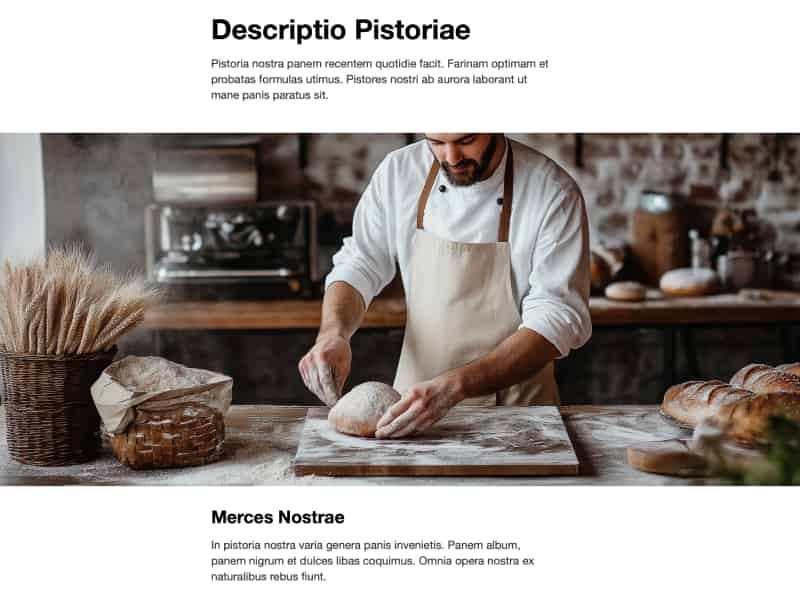 Descriptio Pistoriae
Pistoria nostra panem recentem quotidie facit. Farinam optimam et
probatas formulas utimus. Pistores nostri ab aurora laborant ut
mane panis paratus sit.
Merces Nostrae
In pistoria nostra varia genera panis invenietis. Panem album,
panem nigrum et dulces libas coquimus. Omnia opera nostra ex
naturalibus rebus fiunt.